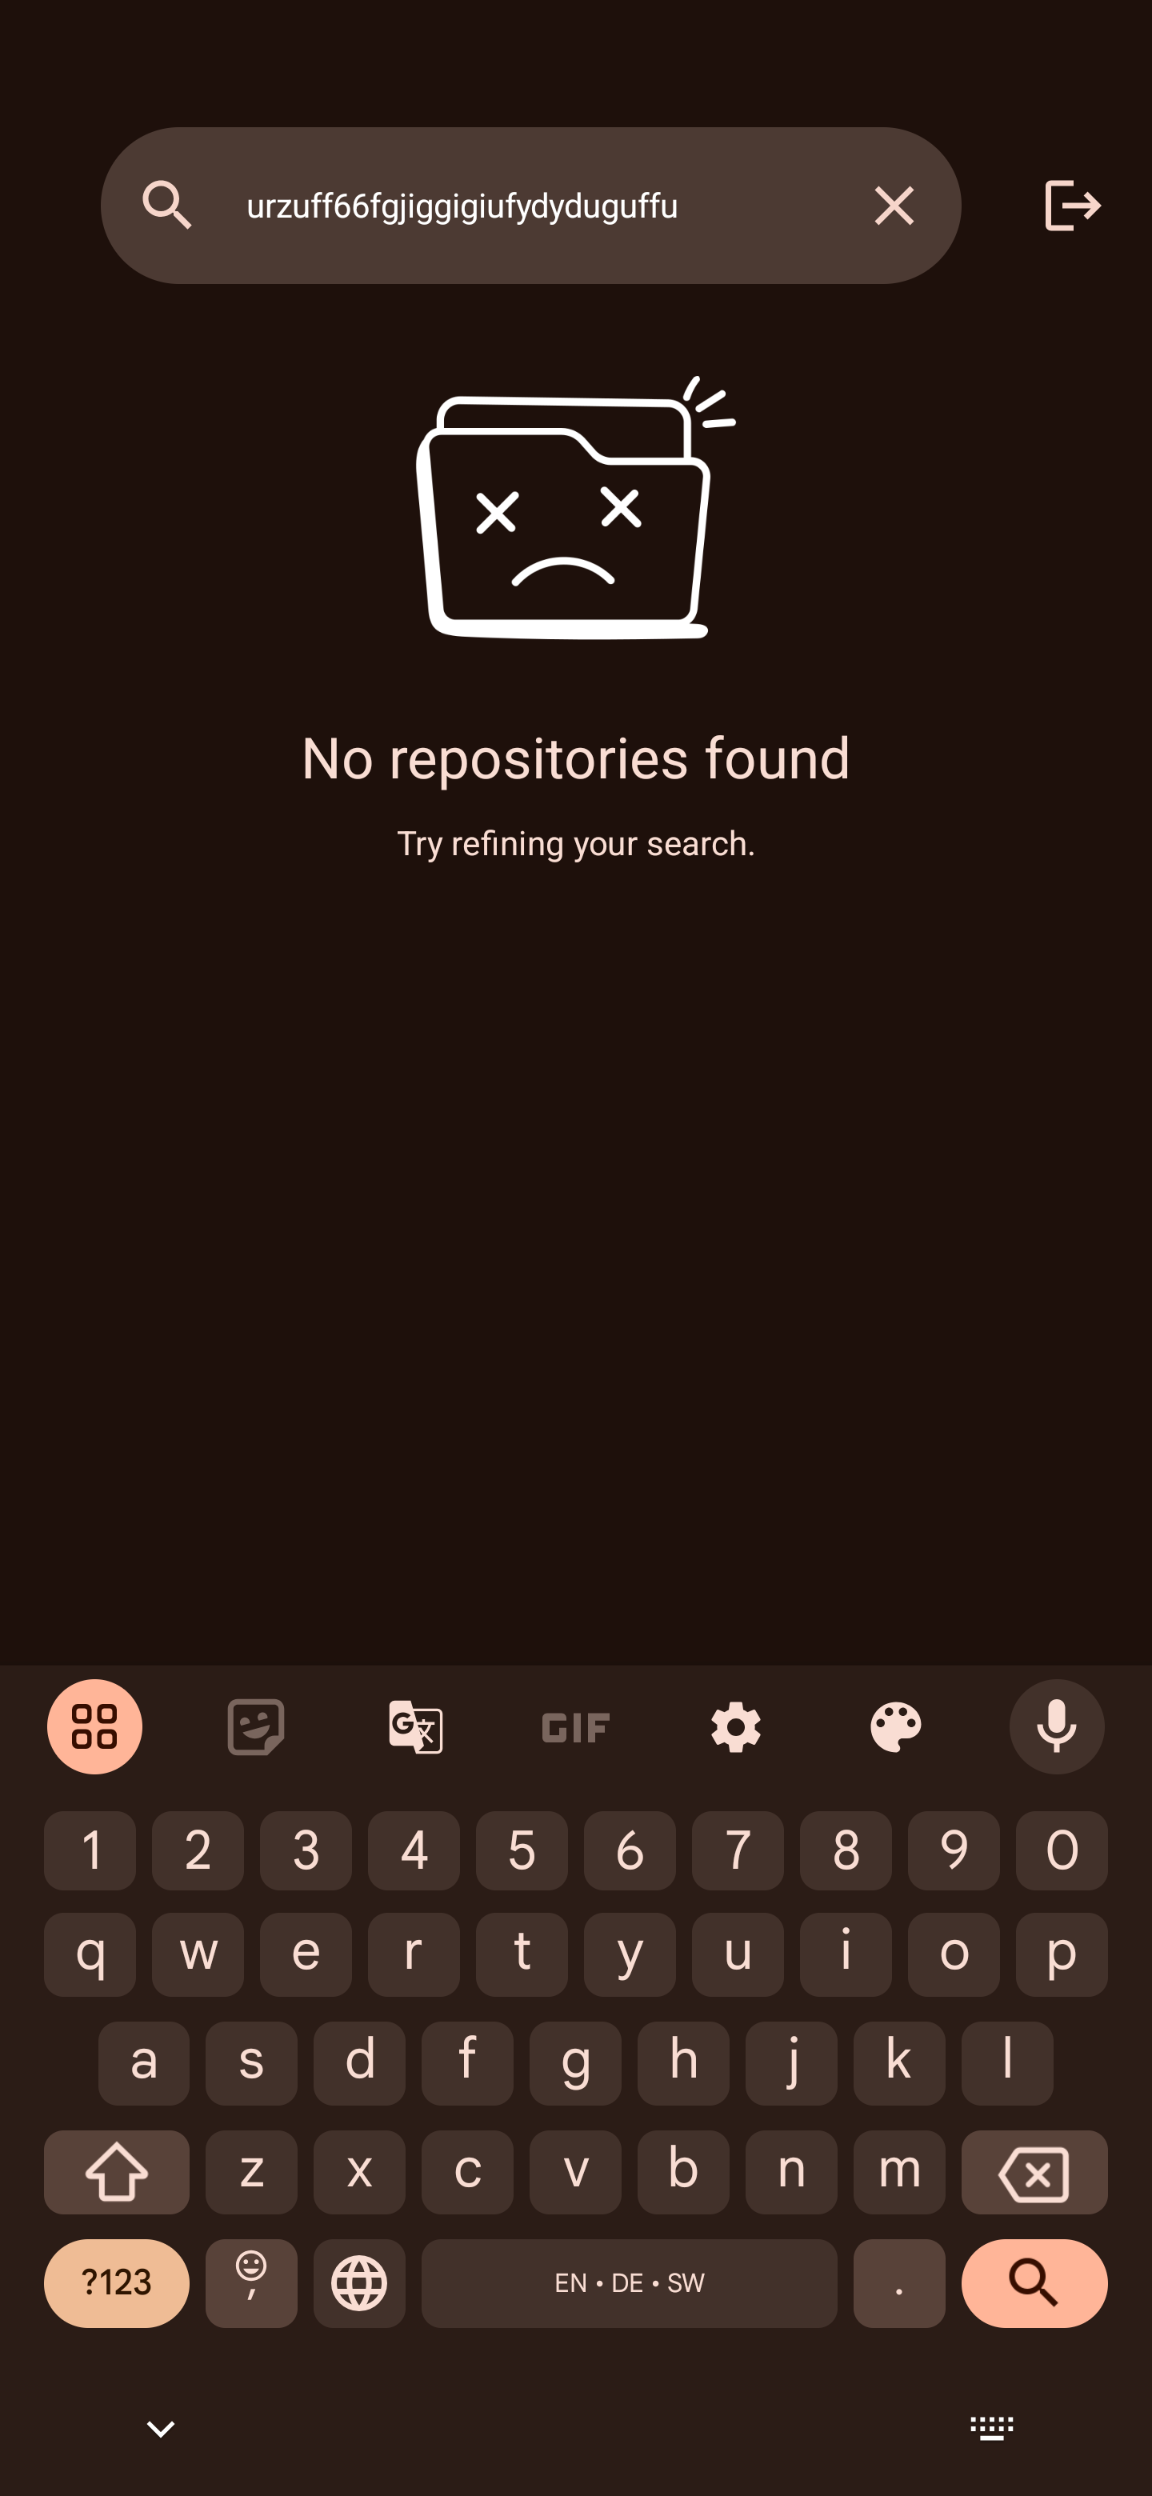 urzuff66fgjjiggigiufydyduguffu
No repositories found
Try refining your search.
GIF
1 2 3 4 5 6 7 8 9 0
q w e r t y u i o p
a s d f g h j k l
z x c v b n m
?123 , EN • DE • SW .